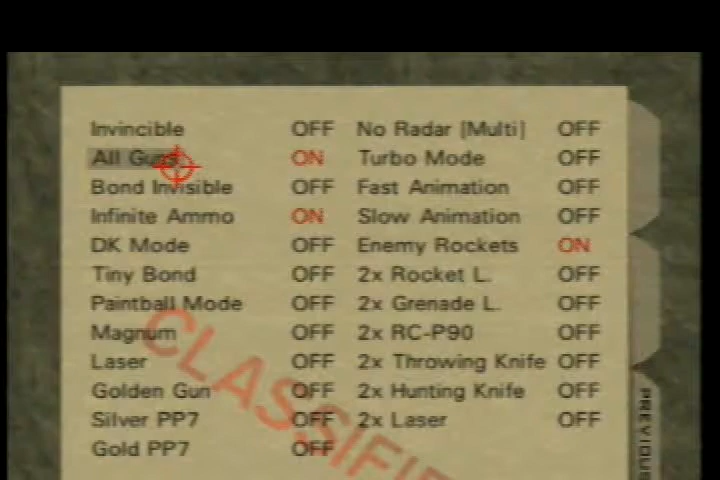 Invincible OFF No Radar (Multi) OFF
All Guns ON Turbo Mode OFF
Bond Invisible OFF Fast Animation OFF
Infinite Ammo ON Slow Animation OFF
DK Mode OFF Enemy Rockets ON
Tiny Bond OFF 2x Rocket L. OFF
Paintball Mode OFF 2x Grenade L. OFF
Magnum OFF 2x RC-P90 OFF
Laser OFF 2x Throwing Knife OFF
Golden Gun OFF 2x Hunting Knife OFF
Silver PP7 OFF 2x Laser OFF
Gold PP7 OFF
CLASSIFIE
PREVIOUS